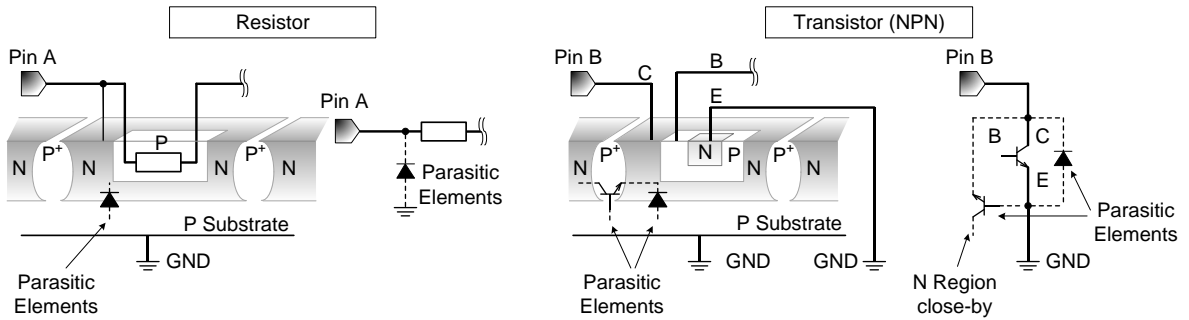 Resistor
Transistor (NPN)
Pin A
Pin B
C
B
E
Pin B
Pin A
N
P+
N
P
N
P+
N
Parasitic
Elements
N
P+
N
P
P+
N
N
B
C
E
P Substrate
GND
Parasitic
Elements
P Substrate
GND
GND
Parasitic
Elements
GND
Parasitic
Elements
N Region
close-by